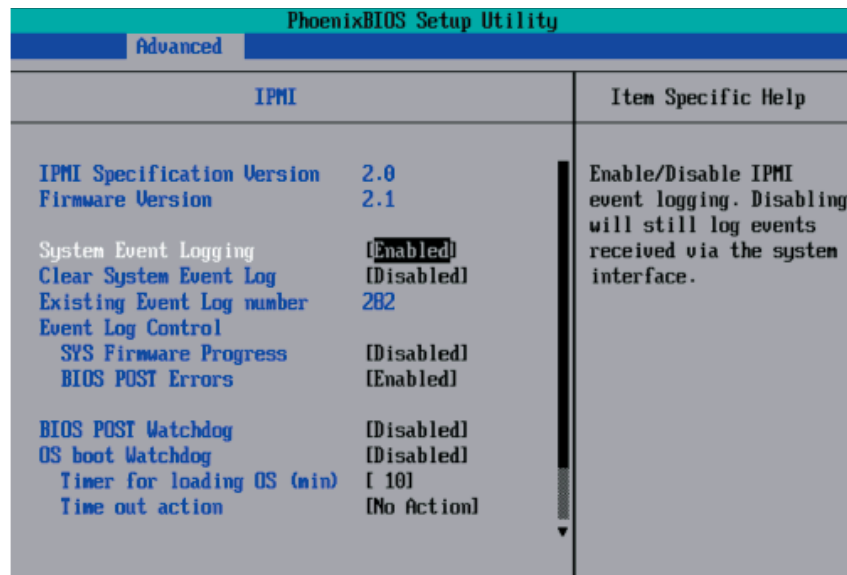 PhoenixBIOS Setup Utility
Advanced
IPMI
Item Specific Help
IPMI Specification Version 2.0
Firmware Version 2.1
System Event Logging [Enabled]
Clear System Event Log [Disabled]
Existing Event Log number 282
Event Log Control
SYS Firmware Progress [Disabled]
BIOS POST Errors [Enabled]
BIOS POST Watchdog [Disabled]
OS boot Watchdog [Disabled]
Timer for loading OS (min) [ 10]
Time out action [No Action]
Enable/Disable IPMI
event logging. Disabling
will still log events
received via the system
interface.